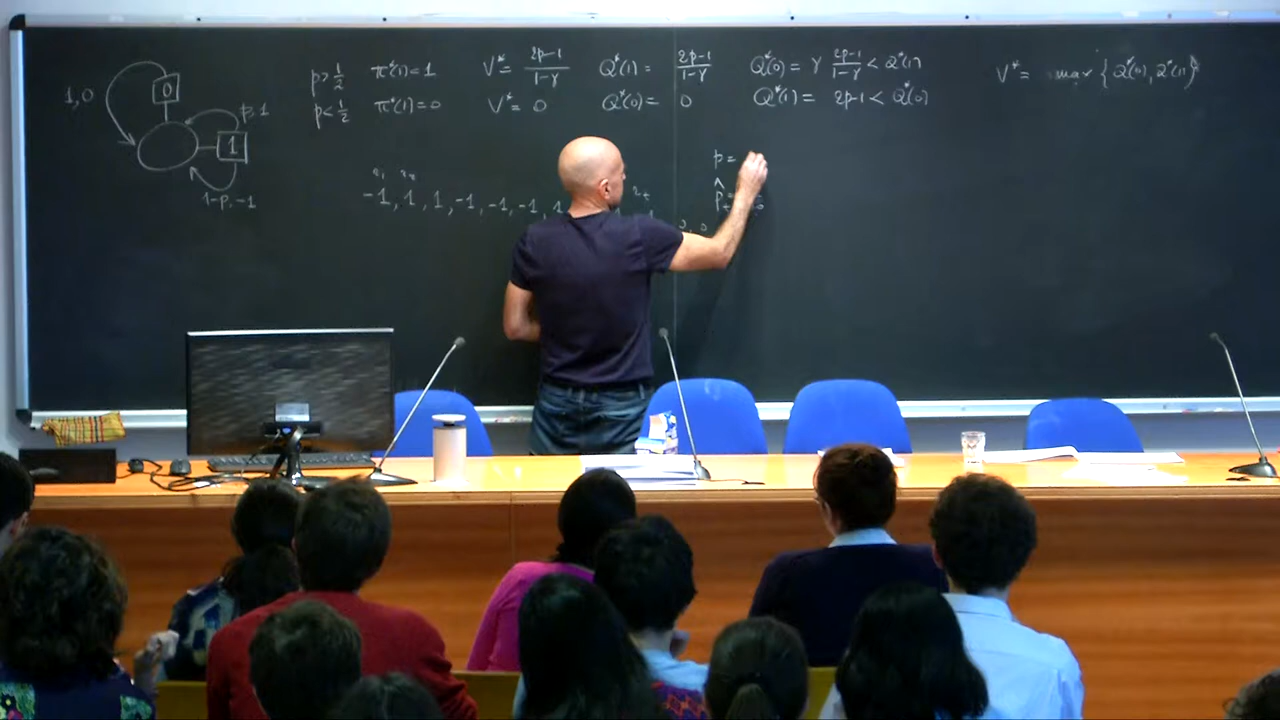 p > 1/2 π*(1) = 1 V* = 2p-1/1-γ Q*(1) = 2p-1/1-γ Q*(0) = γ 2p-1/1-γ < Q*(1)
V* = max { Q*(0), Q*(1) }
p < 1/2 π*(1) = 0 V* = 0 Q*(0) = 0 Q*(1) = 2p-1 < Q*(0)
1,0
0
p,1
1
1-p,-1
p =
-1, 1, 1, -1, -1, -1, 1